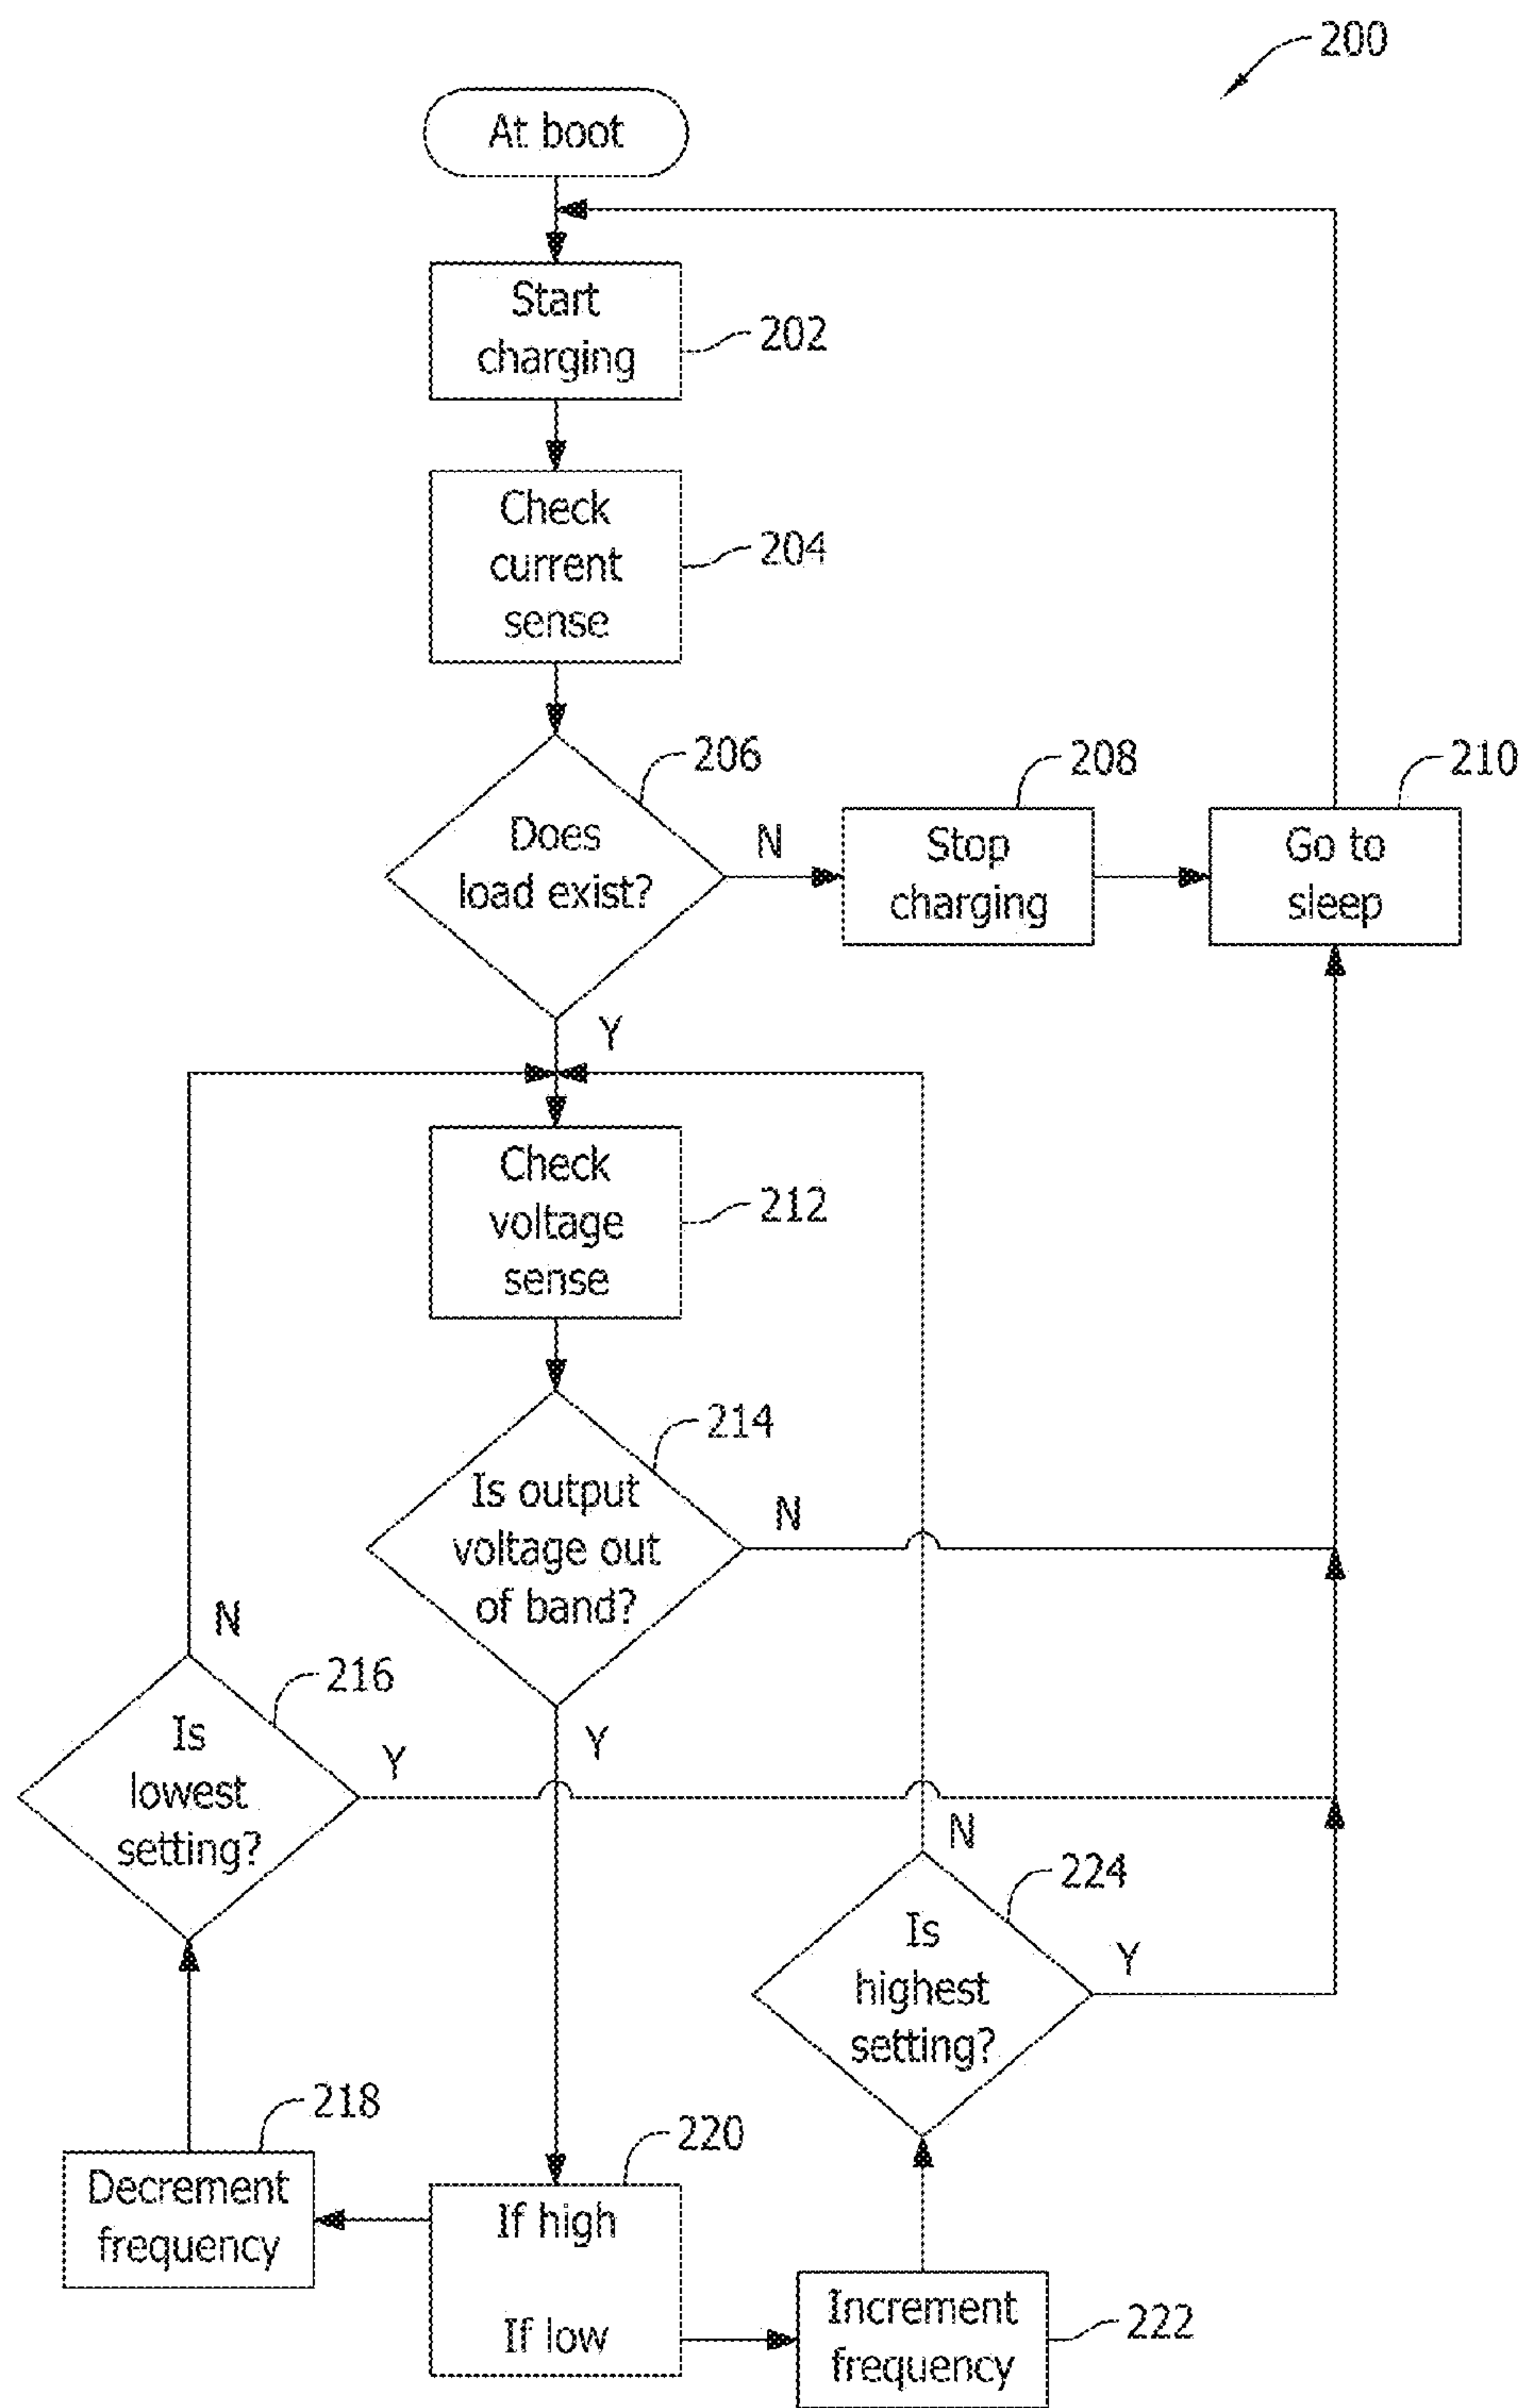 200
At boot
Start
charging
202
Check
current
sense
204
206
Does
load exist?
N
Y
208
Stop
charging
210
Go to
sleep
Check
voltage
sense
212
214
Is output
voltage out
of band?
N
Y
N
216
Is
lowest
setting?
Y
N
224
Is
highest
setting?
Y
218
Decrement
frequency
220
If high
If low
Increment
frequency
222